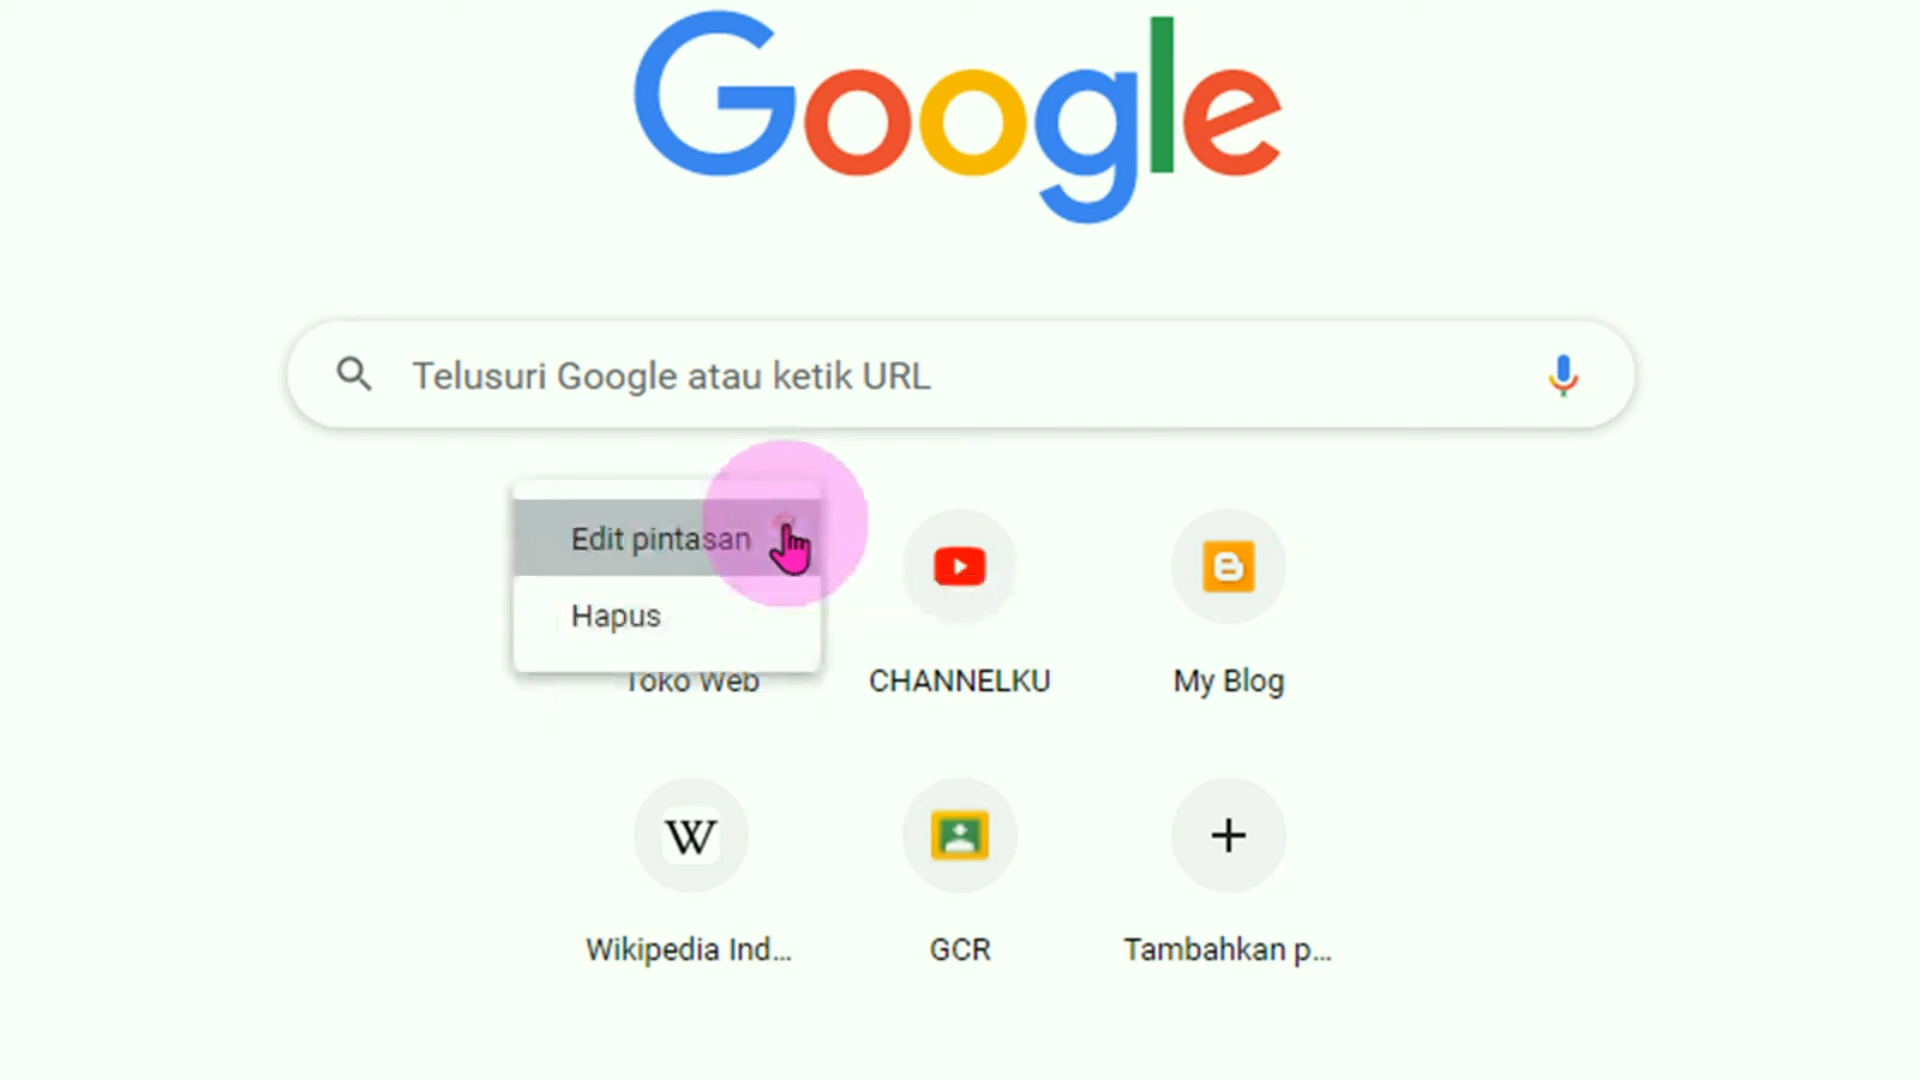 Google
Telusuri Google atau ketik URL
Edit pintasan
Hapus
Toko Web
CHANNELKU
My Blog
W
Wikipedia Ind...
GCR
Tambahkan p...